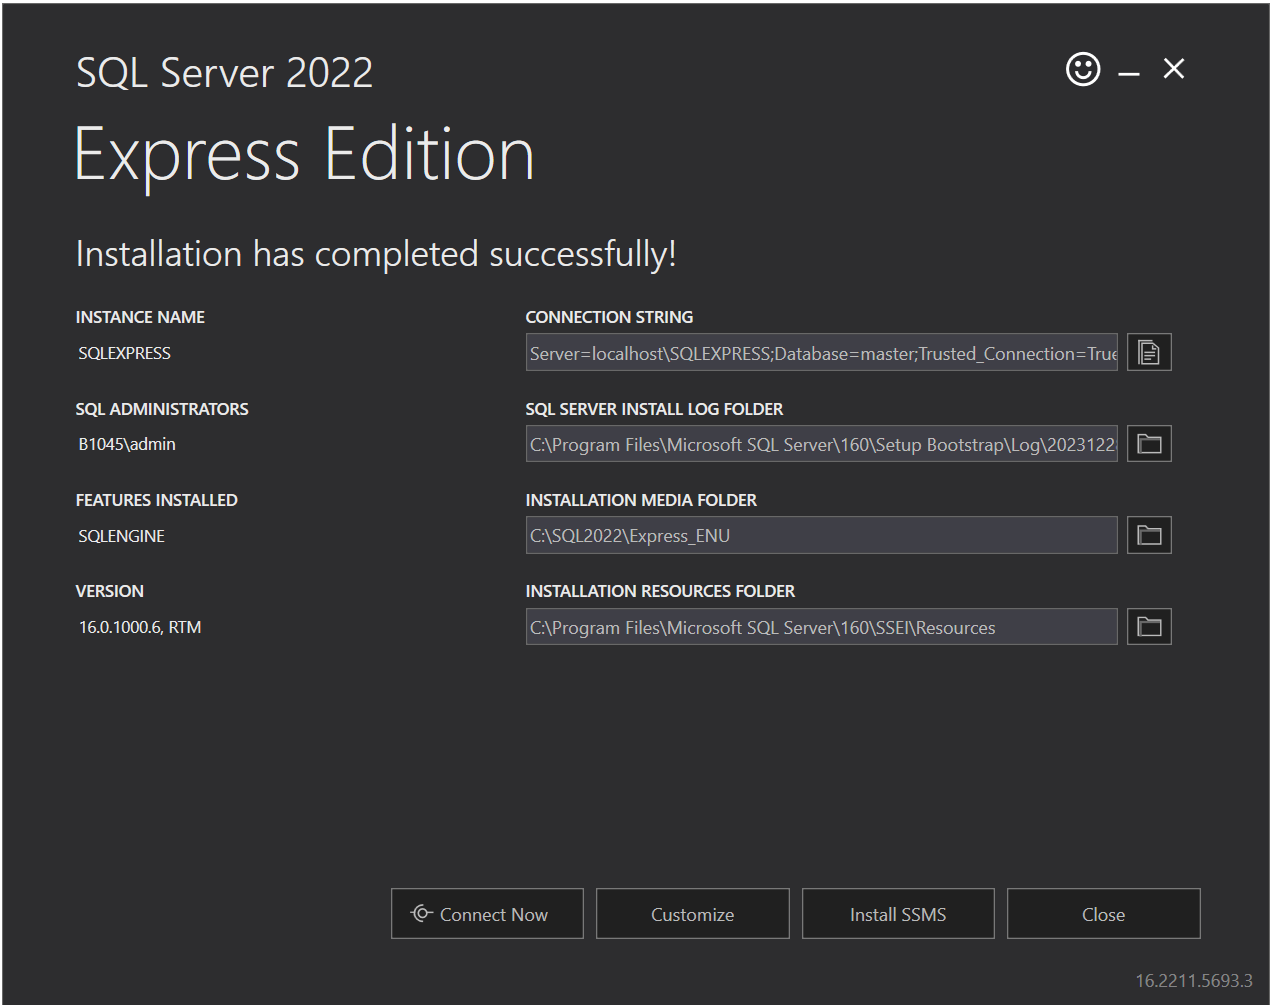 SQL Server 2022
Express Edition
Installation has completed successfully!
INSTANCE NAME
SQLEXPRESS
CONNECTION STRING
Server=localhost\SQLEXPRESS;Database=master;Trusted_Connection=True
SQL ADMINISTRATORS
B1045\admin
SQL SERVER INSTALL LOG FOLDER
C:\Program Files\Microsoft SQL Server\160\Setup Bootstrap\Log\2023122
FEATURES INSTALLED
SQLENGINE
INSTALLATION MEDIA FOLDER
C:\SQL2022\Express_ENU
VERSION
16.0.1000.6, RTM
INSTALLATION RESOURCES FOLDER
C:\Program Files\Microsoft SQL Server\160\SSEI\Resources
Connect Now
Customize
Install SSMS
Close
16.2211.5693.3